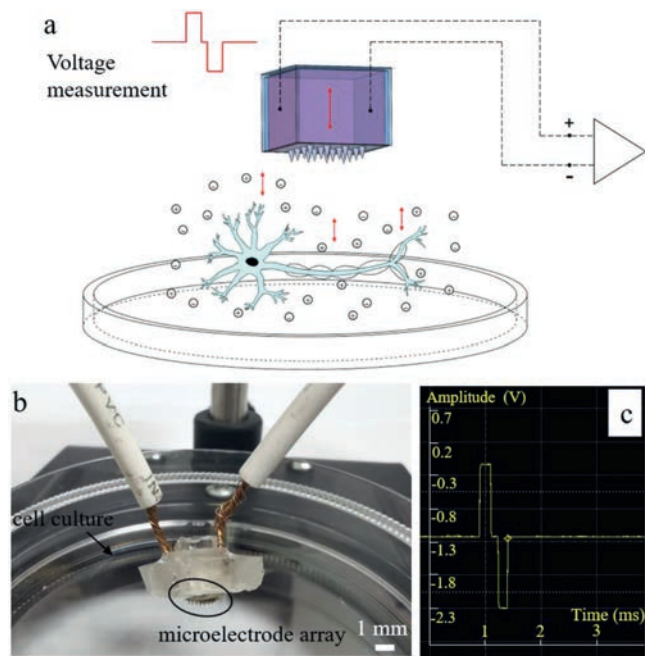 a
Voltage
measurement
+
-
b
PVC
cell culture
microelectrode array
1 mm
c
Amplitude (V)
0.7
0.2
-0.3
-0.8
-1.3
-1.8
-2.3
Time (ms)
1 2 3